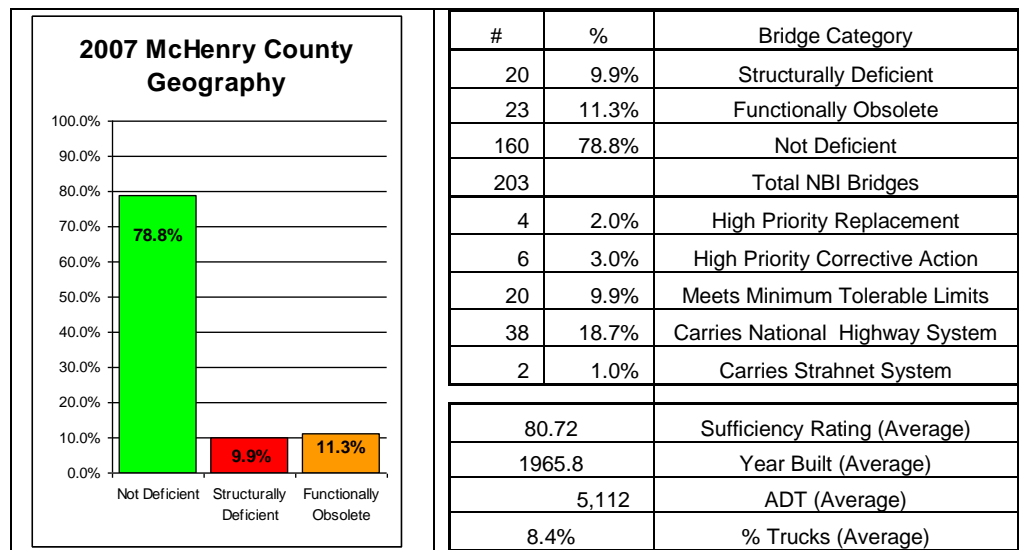 2007 McHenry County
Geography
100.0%
90.0%
80.0%
70.0%
60.0%
50.0%
40.0%
30.0%
20.0%
10.0%
0.0%
78.8%
9.9%
11.3%
Not Deficient Structurally Functionally
Deficient Obsolete
# % Bridge Category
20 9.9% Structurally Deficient
23 11.3% Functionally Obsolete
160 78.8% Not Deficient
203 Total NBI Bridges
4 2.0% High Priority Replacement
6 3.0% High Priority Corrective Action
20 9.9% Meets Minimum Tolerable Limits
38 18.7% Carries National Highway System
2 1.0% Carries Strahnet System
80.72 Sufficiency Rating (Average)
1965.8 Year Built (Average)
5,112 ADT (Average)
8.4% % Trucks (Average)